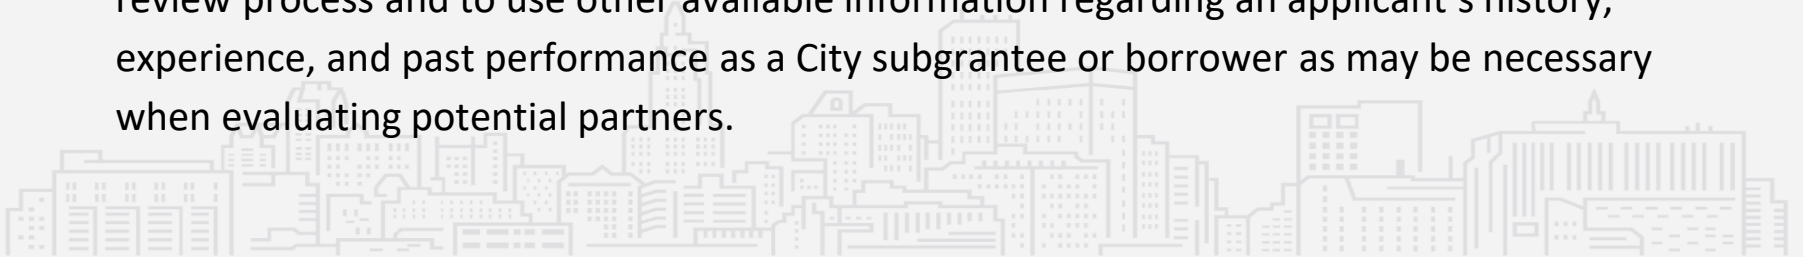 review process and to use other available information regarding an applicant's history,
experience, and past performance as a City subgrantee or borrower as may be necessary
when evaluating potential partners.